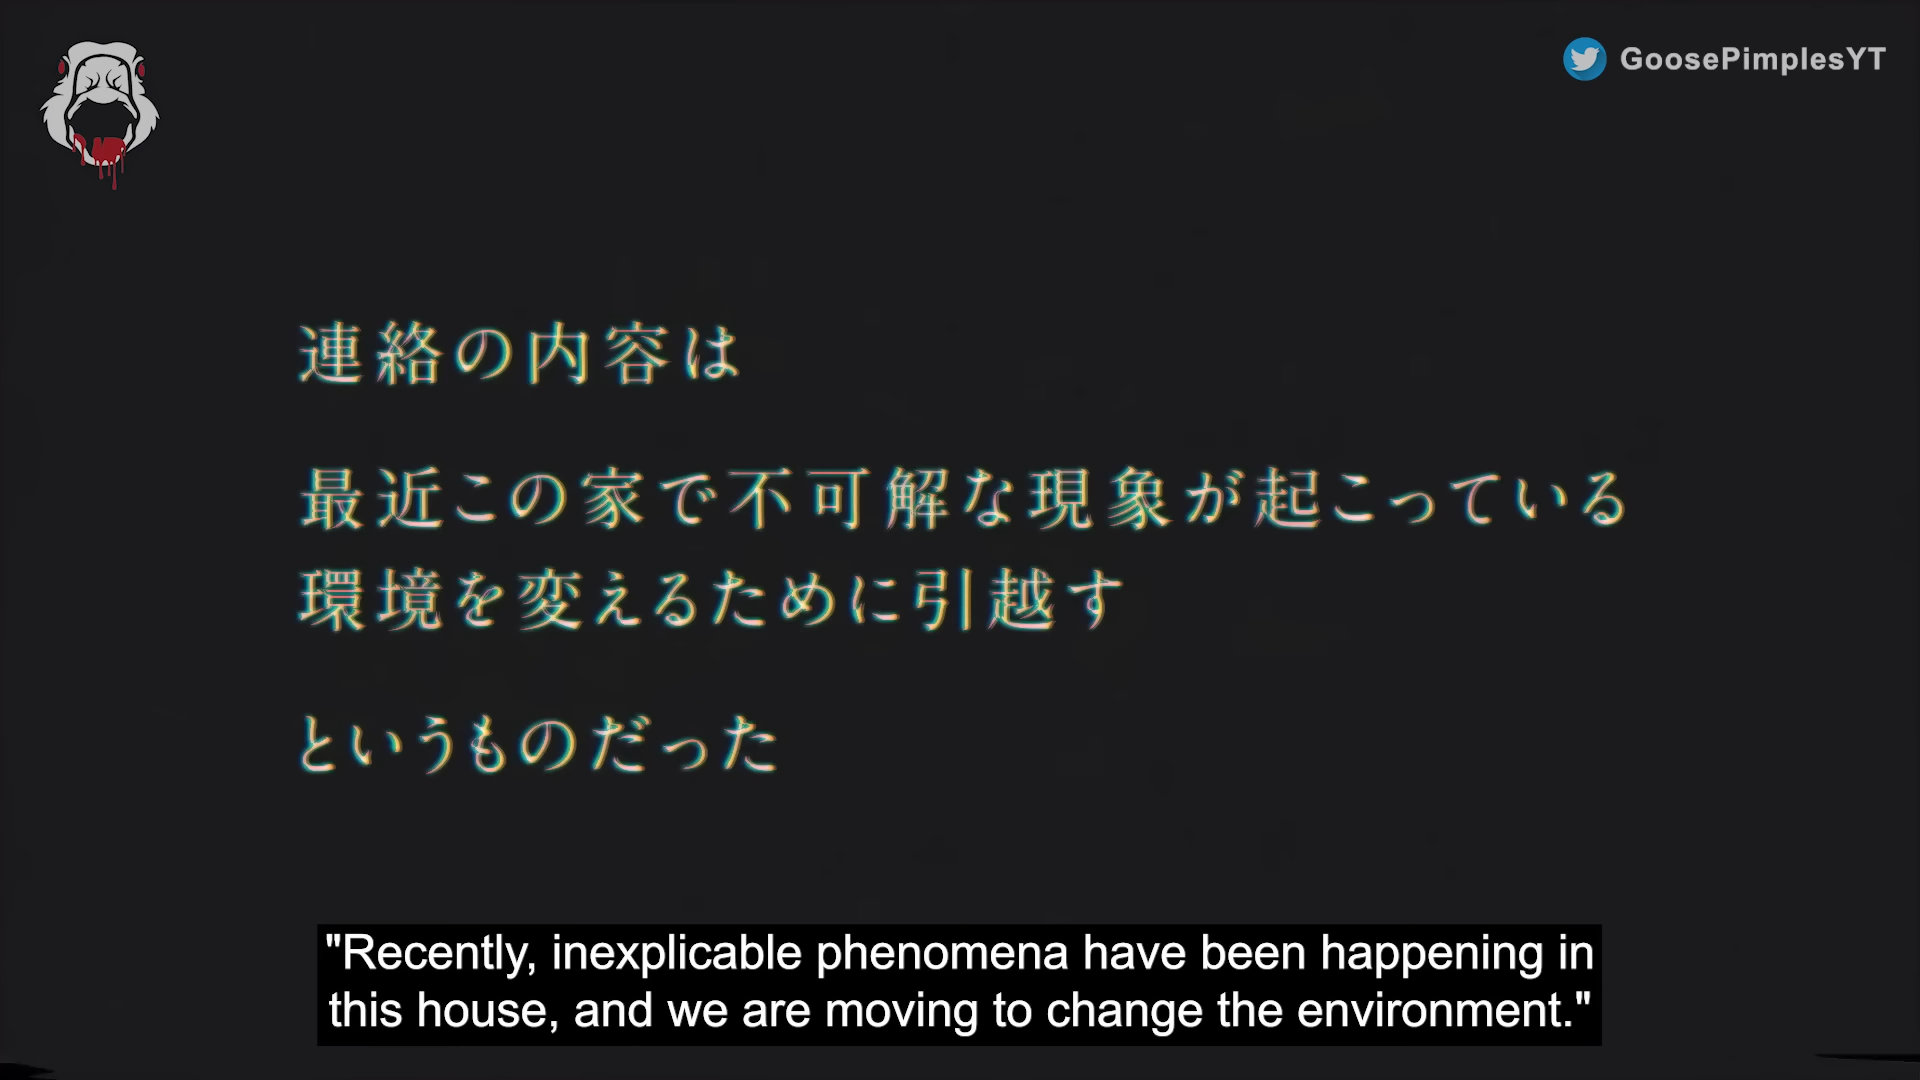 GoosePimplesYT
連絡の内容は
最近この家で不可解な現象が起こっている
環境を変えるために引越す
というものだった
"Recently, inexplicable phenomena have been happening in
this house, and we are moving to change the environment."